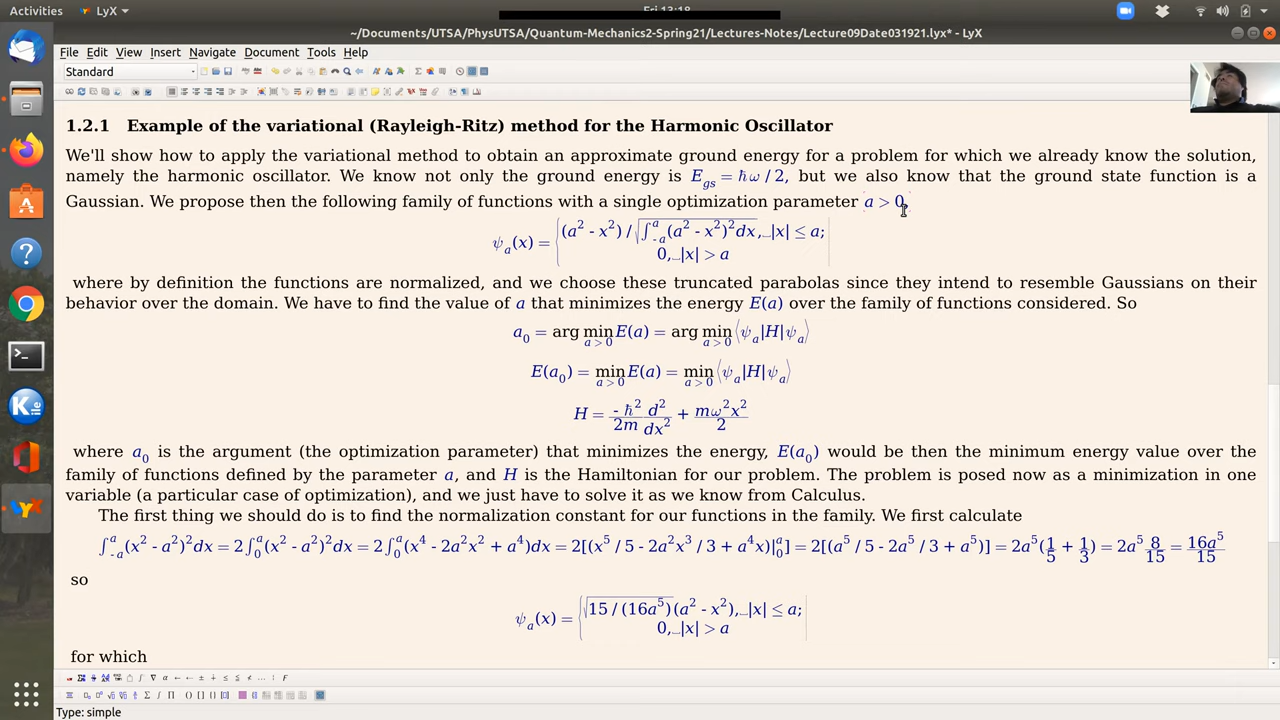 Activities LyX Fri 13:18
~/Documents/UTSA/PhysUTSA/Quantum-Mechanics2-Spring21/Lectures-Notes/Lecture09Date031921.lyx* - LyX
File Edit View Insert Navigate Document Tools Help
Standard
1.2.1 Example of the variational (Rayleigh-Ritz) method for the Harmonic Oscillator
We'll show how to apply the variational method to obtain an approximate ground energy for a problem for which we already know the solution,
namely the harmonic oscillator. We know not only the ground energy is E_gs = ħω / 2, but we also know that the ground state function is a
Gaussian. We propose then the following family of functions with a single optimization parameter a > 0,
ψ_a(x) = { (a² - x²) / √∫_{-a}^{a} (a² - x²)² dx, |x| ≤ a;
0, |x| > a
where by definition the functions are normalized, and we choose these truncated parabolas since they intend to resemble Gaussians on their
behavior over the domain. We have to find the value of a that minimizes the energy E(a) over the family of functions considered. So
a₀ = arg min_{a > 0} E(a) = arg min_{a > 0} ⟨ψ_a|H|ψ_a⟩
E(a₀) = min_{a > 0} E(a) = min_{a > 0} ⟨ψ_a|H|ψ_a⟩
H = - ħ²/2m d²/dx² + mω²x²/2
where a₀ is the argument (the optimization parameter) that minimizes the energy, E(a₀) would be then the minimum energy value over the
family of functions defined by the parameter a, and H is the Hamiltonian for our problem. The problem is posed now as a minimization in one
variable (a particular case of optimization), and we just have to solve it as we know from Calculus.
The first thing we should do is to find the normalization constant for our functions in the family. We first calculate
∫_{-a}^{a} (x² - a²)² dx = 2∫_0^a (x² - a²)² dx = 2∫_0^a (x⁴ - 2a²x² + a⁴)dx = 2[(x⁵ / 5 - 2a²x³ / 3 + a⁴x)|_0^a] = 2[(a⁵ / 5 - 2a⁵ / 3 + a⁵)] = 2a⁵(1/5 + 1/3) = 2a⁵ 8/15 = 16a⁵/15
so
ψ_a(x) = { √15 / (16a⁵) (a² - x²), |x| ≤ a;
0, |x| > a
for which
Type: simple